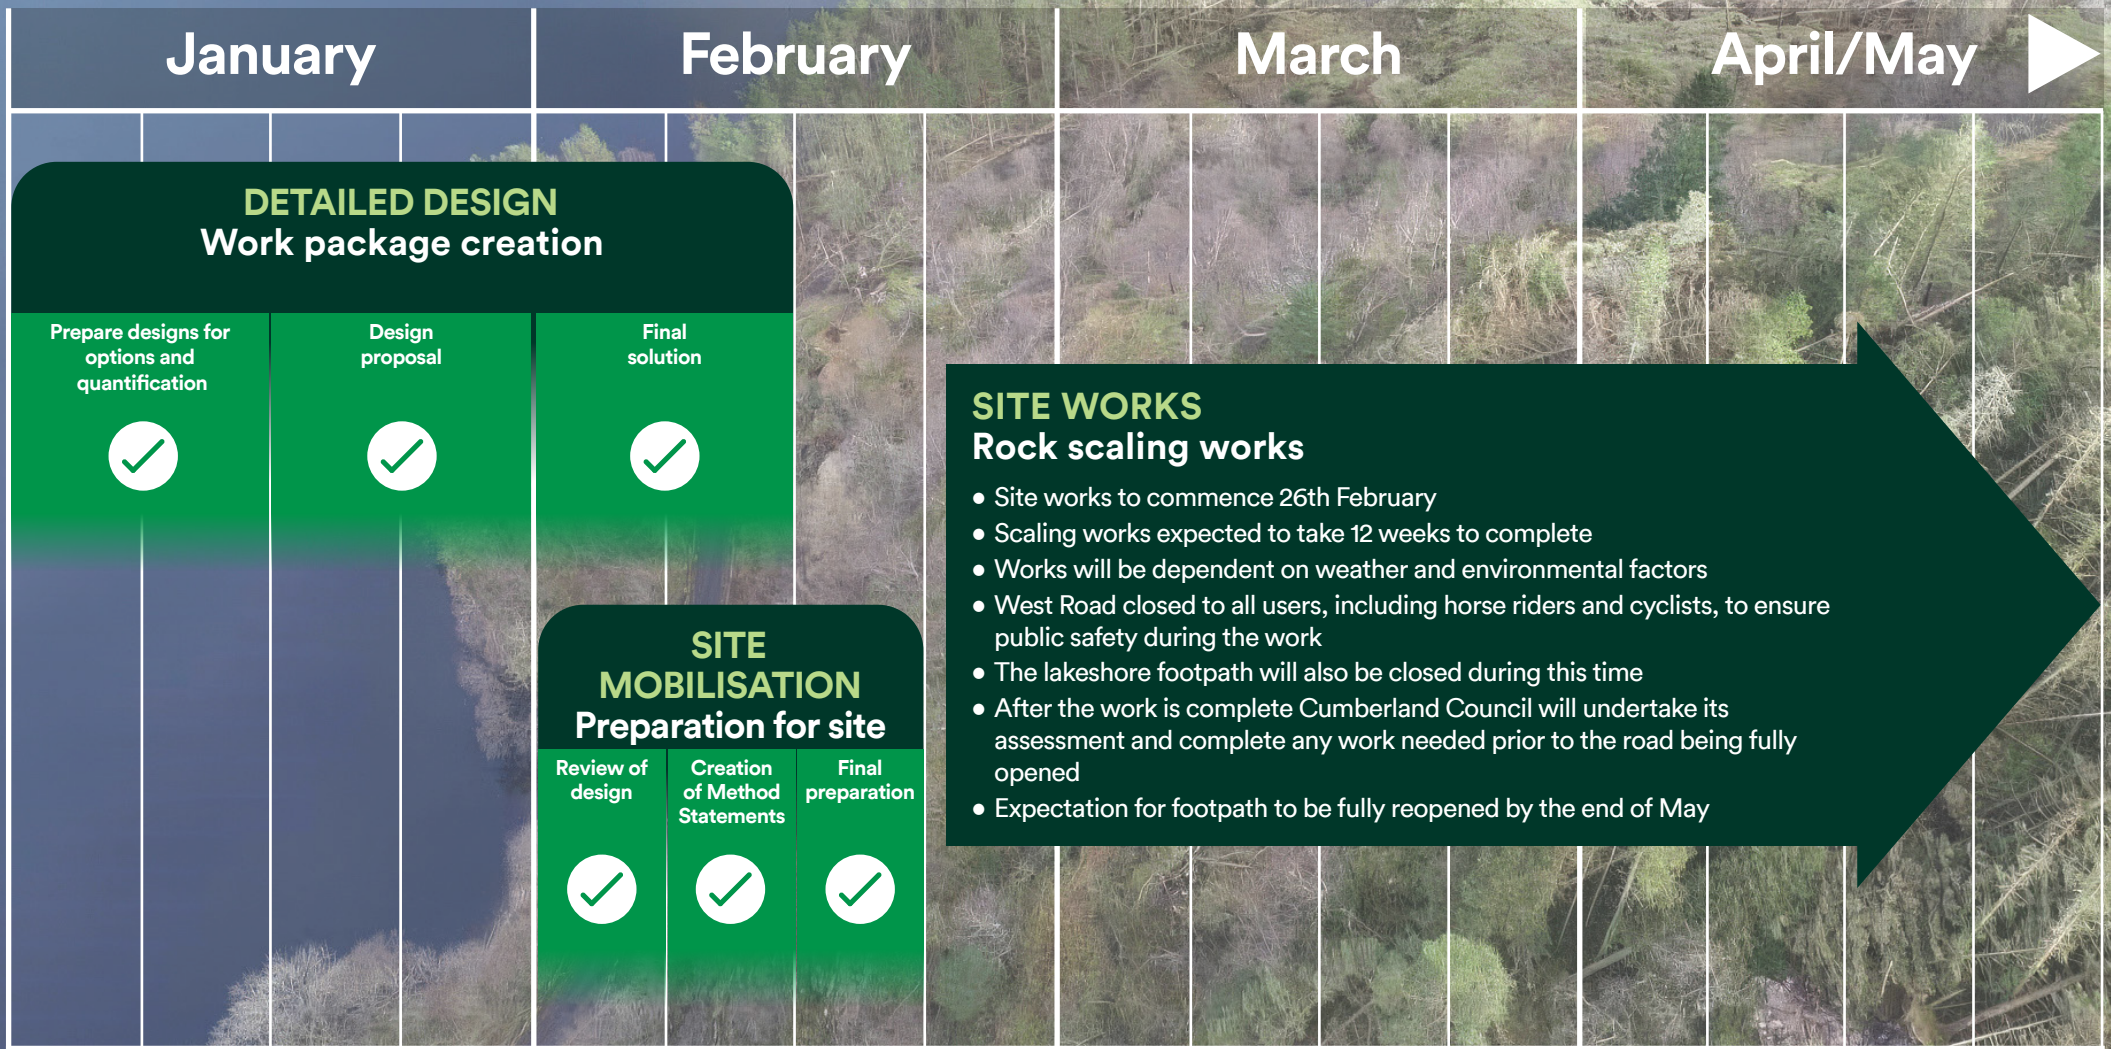 January
February
March
April/May
DETAILED DESIGN
Work package creation
Prepare designs for
options and
quantification
Design
proposal
Final
solution
SITE
MOBILISATION
Preparation for site
Review of
design
Creation
of Method
Statements
Final
preparation
SITE WORKS
Rock scaling works
• Site works to commence 26th February
• Scaling works expected to take 12 weeks to complete
• Works will be dependent on weather and environmental factors
• West Road closed to all users, including horse riders and cyclists, to ensure
public safety during the work
• The lakeshore footpath will also be closed during this time
• After the work is complete Cumberland Council will undertake its
assessment and complete any work needed prior to the road being fully
opened
• Expectation for footpath to be fully reopened by the end of May